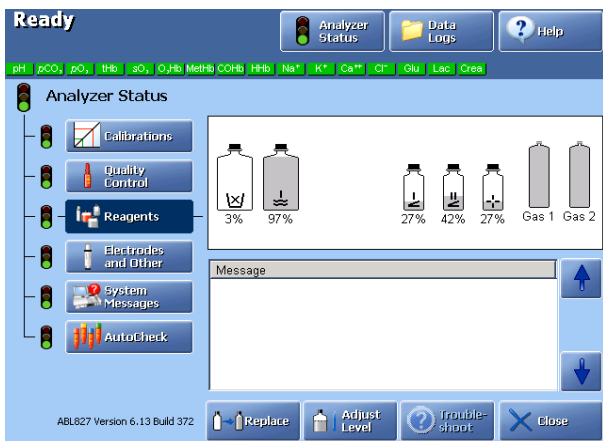 Ready
Analyzer
Status
Data
Logs
Help
pH pCO₂ pO₂ tHb sO₂ O₂Hb MetHb COHb HHb Na⁺ K⁺ Ca⁺⁺ Cl⁻ Glu Lac Crea
Analyzer Status
Calibrations
Quality
Control
Reagents
Electrodes
and Other
System
Messages
AutoCheck
3% 97% 27% 42% 27% Gas 1 Gas 2
Message
ABL827 Version 6.13 Build 372
Replace
Adjust
Level
Trouble-
shoot
Close